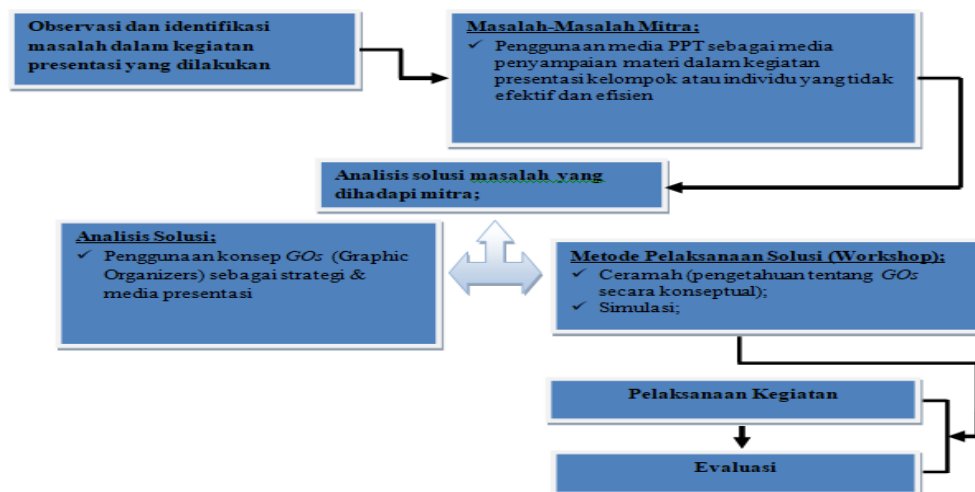 Observasi dan identifikasi
masalah dalam kegiatan
presentasi yang dilakukan
Masalah-Masalah Mitra;
✓ Penggunaan media PPT sebagai media
penyampaian materi dalam kegiatan
presentasi kelompok atau individu yang tidak
efektif dan efisien
Analisis solusi masalah yang
dihadapi mitra;
Analisis Solusi;
✓ Penggunaan konsep GOs (Graphic
Organizers) sebagai strategi &
media presentasi
Metode Pelaksanaan Solusi (Workshop);
✓ Ceramah (pengetahuan tentang GOs
secara konseptual);
✓ Simulasi;
Pelaksanaan Kegiatan
Evaluasi